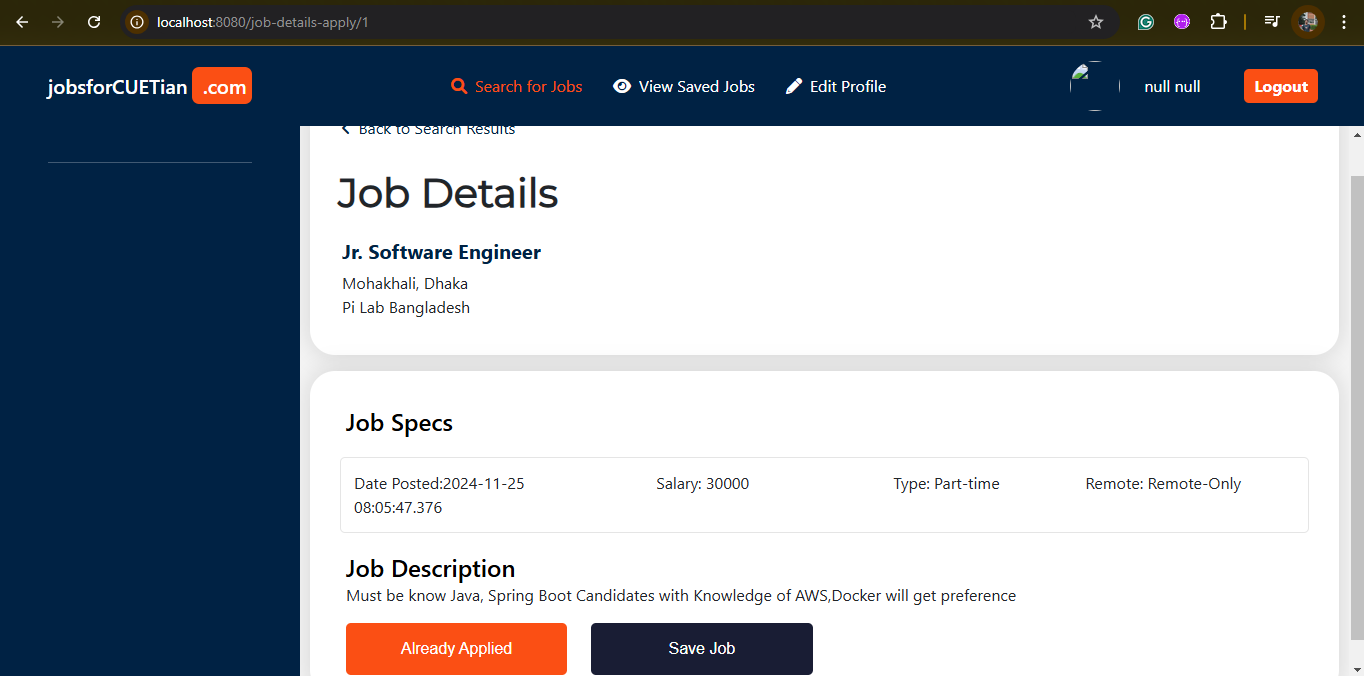 localhost:8080/job-details-apply/1
jobsforCUETian .com
Search for Jobs
View Saved Jobs
Edit Profile
null null
Logout
Back to Search Results
Job Details
Jr. Software Engineer
Mohakhali, Dhaka
Pi Lab Bangladesh
Job Specs
Date Posted:2024-11-25
08:05:47.376
Salary: 30000
Type: Part-time
Remote: Remote-Only
Job Description
Must be know Java, Spring Boot Candidates with Knowledge of AWS,Docker will get preference
Already Applied
Save Job